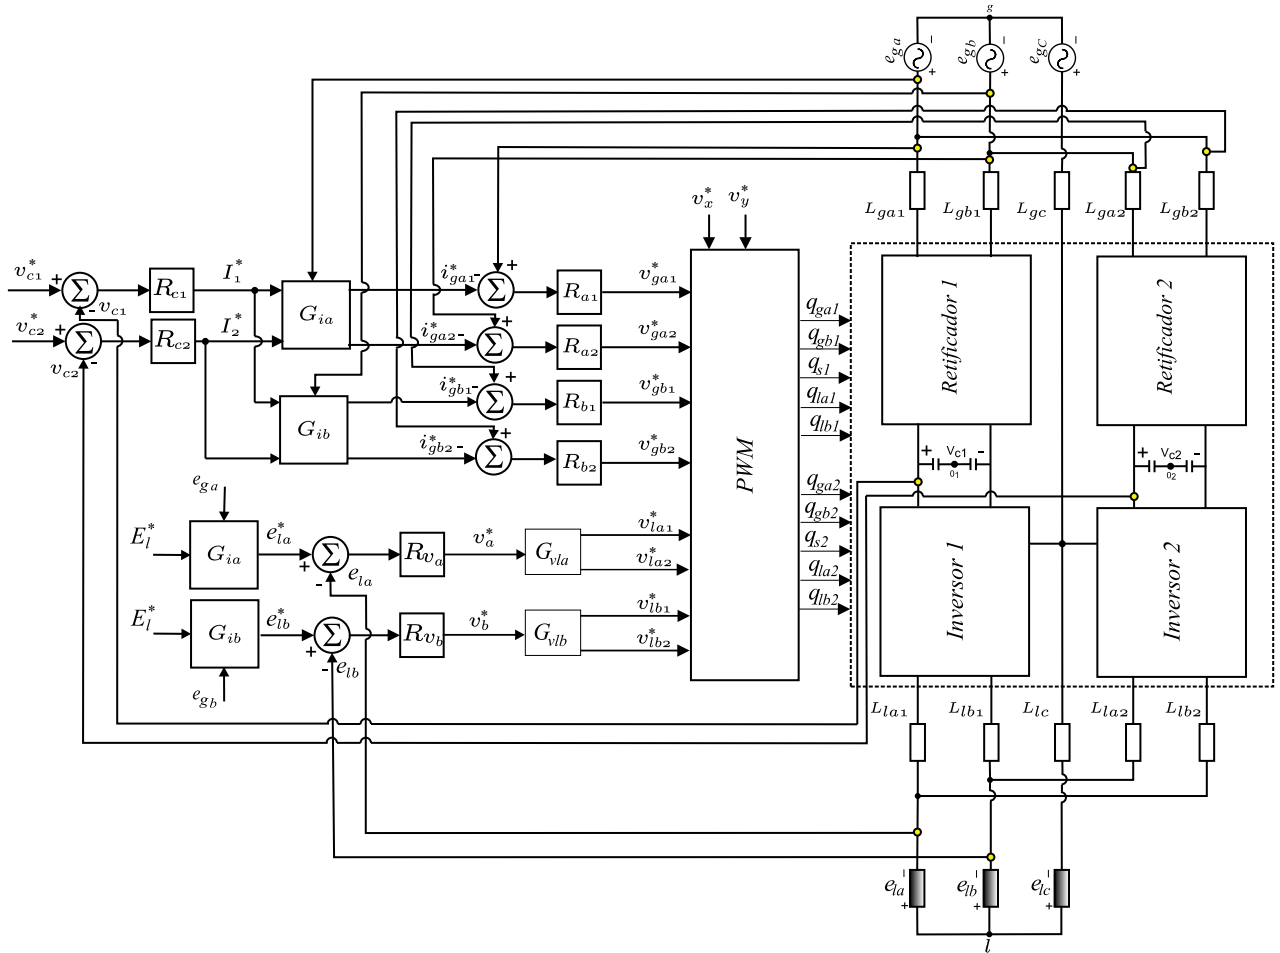 g
e_ga
e_gb
e_gc
− − −
+ + +
v*_x v*_y
L_ga1 L_gb1 L_gc L_ga2 L_gb2
v*_c1 + Σ - v_c1
R_c1
I*_1
G_ia
i*_ga1 - Σ +
R_a1
v*_ga1
v*_c2 + Σ - v_c2
R_c2
I*_2
i*_ga2 - Σ +
R_a2
v*_ga2
G_ib
i*_gb1 - Σ +
R_b1
v*_gb1
i*_gb2 - Σ +
R_b2
v*_gb2
PWM
q_ga1
q_gb1
q_s1
q_la1
q_lb1
q_ga2
q_gb2
q_s2
q_la2
q_lb2
Retificador 1
Retificador 2
+ V_c1 -
0_1
+ V_c2 -
0_2
Inversor 1
Inversor 2
e_ga
E*_l
G_ia
e*_la
+ Σ -
e_la
R_va
v*_a
G_vla
v*_la1
v*_la2
E*_l
G_ib
e*_lb
+ Σ -
e_lb
R_vb
v*_b
G_vlb
v*_lb1
v*_lb2
e_gb
L_la1 L_lb1 L_lc L_la2 L_lb2
− − −
e_la e_lb e_lc
+ + +
l